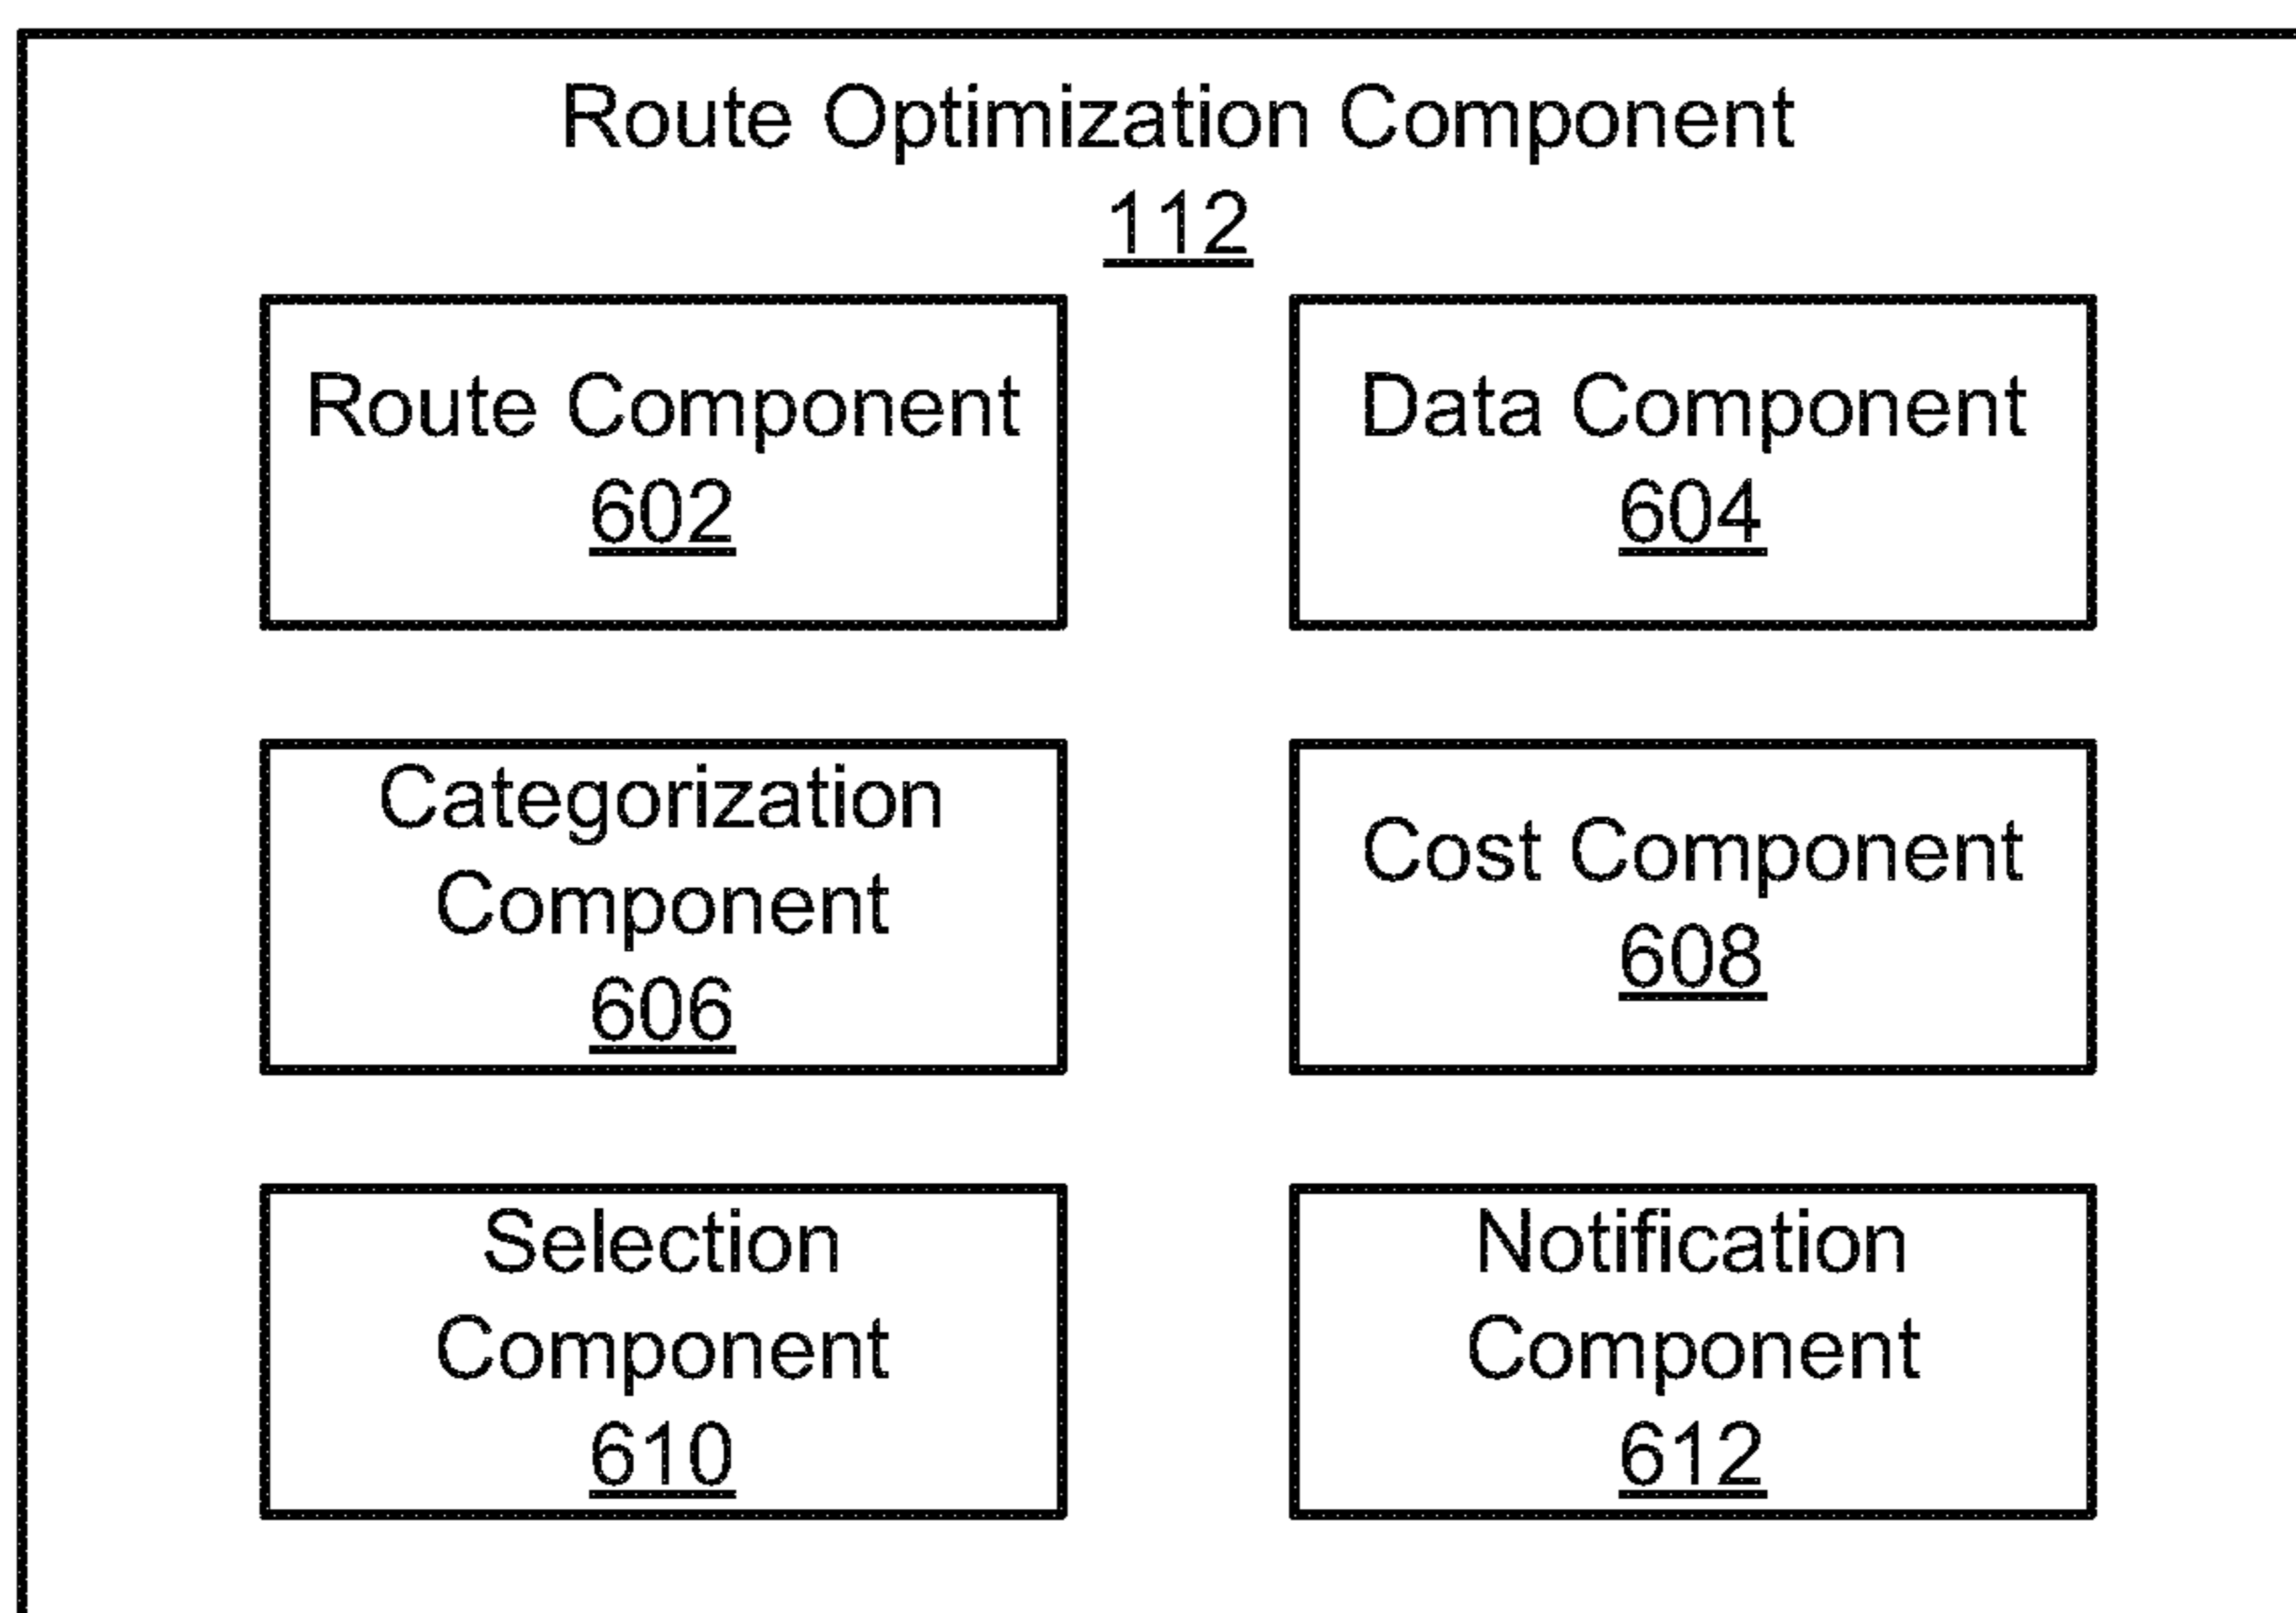 Route Optimization Component
112
Route Component
602
Data Component
604
Categorization
Component
606
Cost Component
608
Selection
Component
610
Notification
Component
612